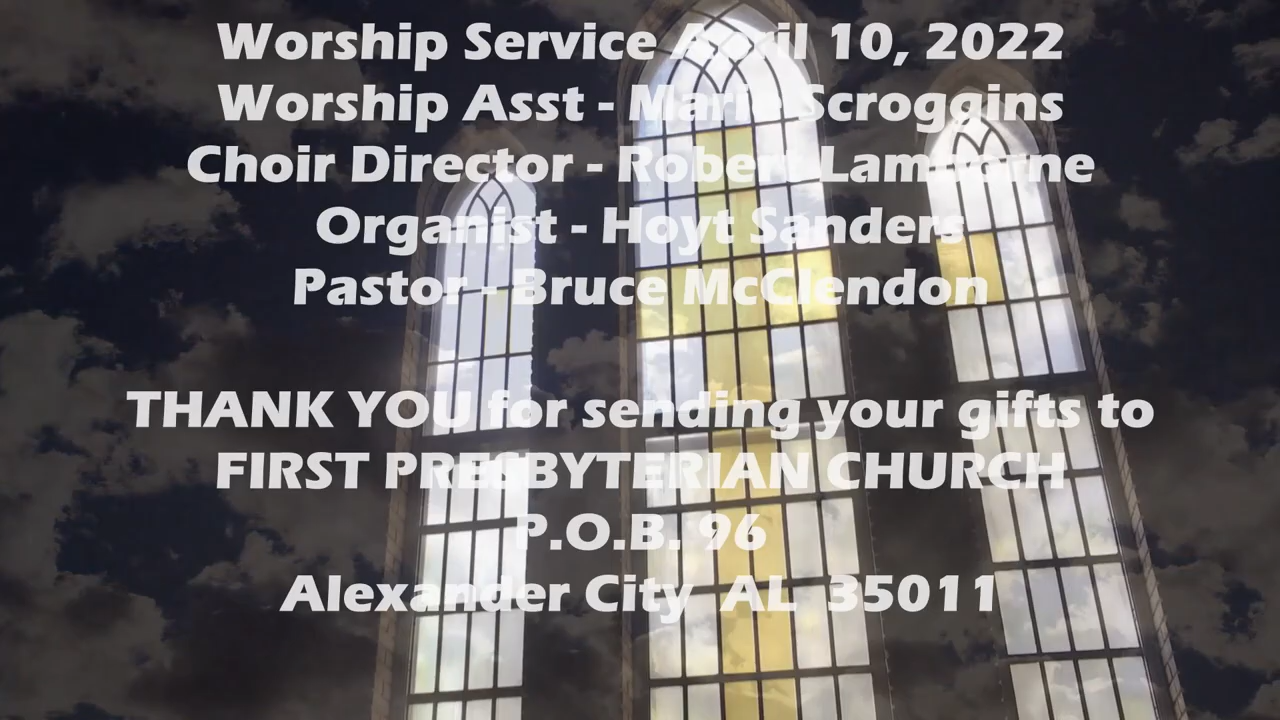 Worship Service April 10, 2022
Worship Asst - Marie Scroggins
Choir Director - Robert Lamborne
Organist - Hoyt Sanders
Pastor - Bruce McClendon
THANK YOU for sending your gifts to
FIRST PRESBYTERIAN CHURCH
P.O.B. 96
Alexander City AL 35011